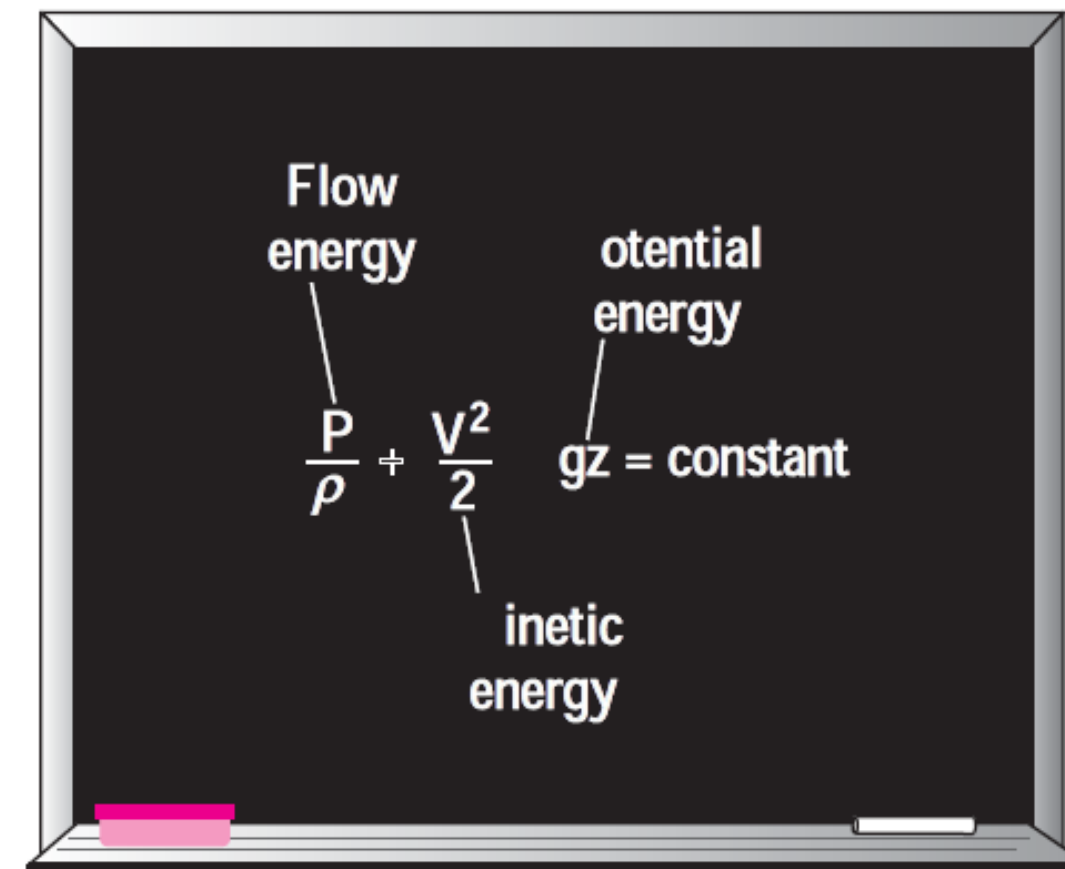 Flow
energy
otential
energy
P/ρ + V²/2 gz = constant
inetic
energy